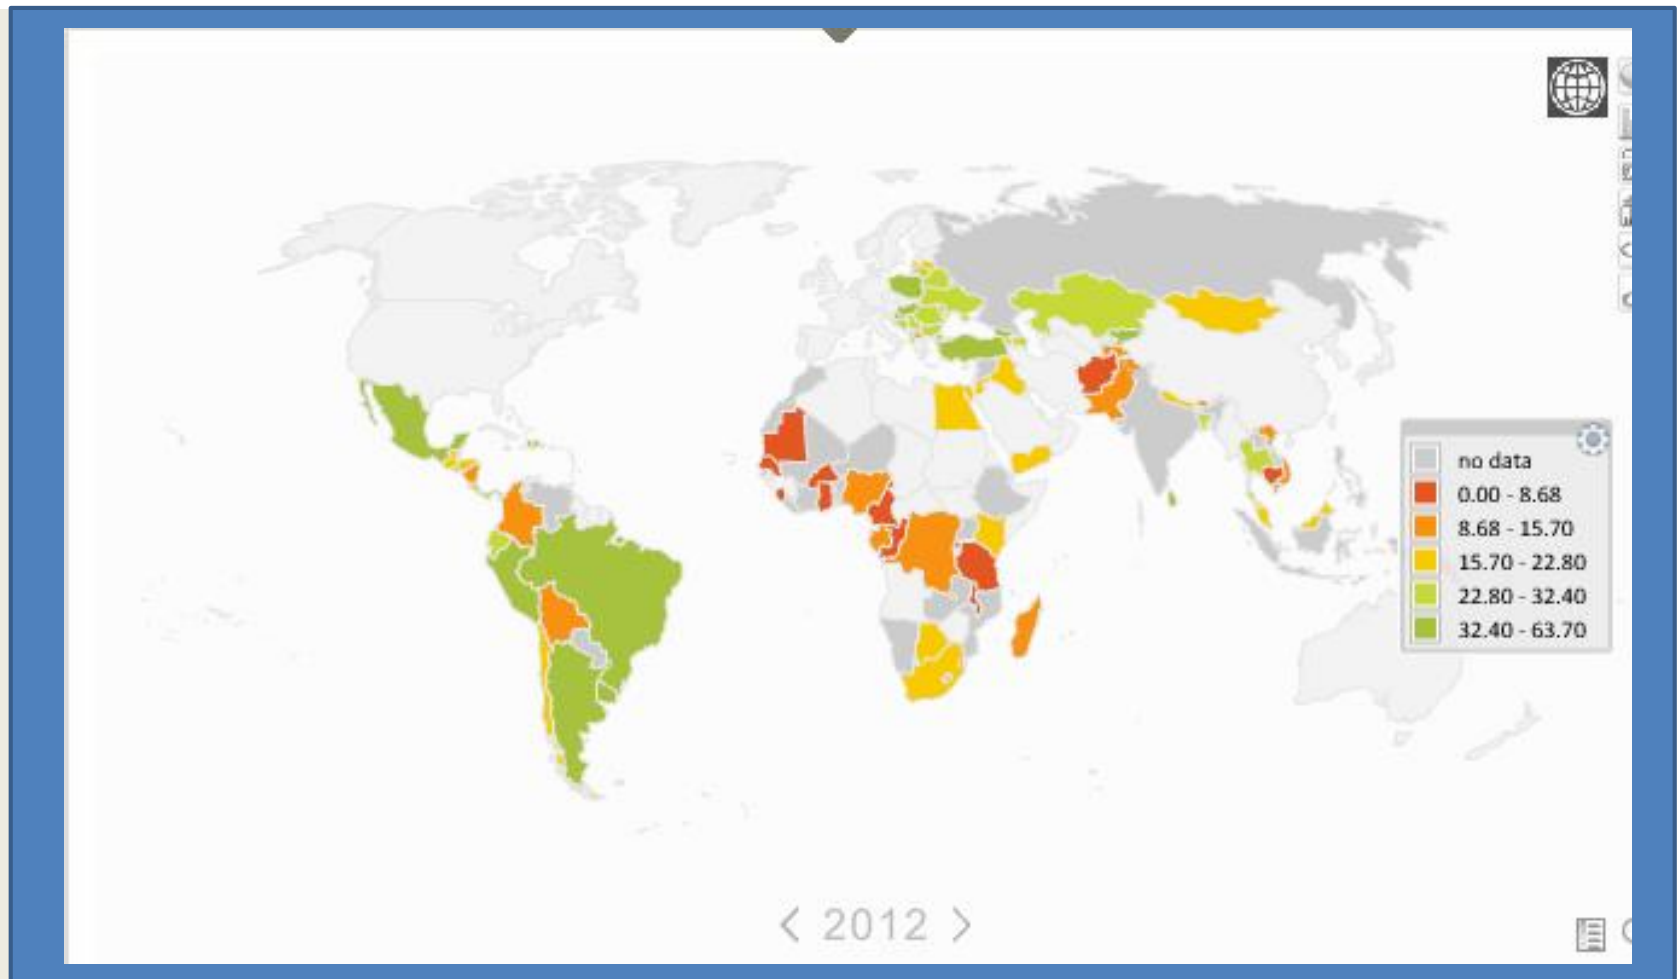 no data
0.00 - 8.68
8.68 - 15.70
15.70 - 22.80
22.80 - 32.40
32.40 - 63.70
< 2012 >